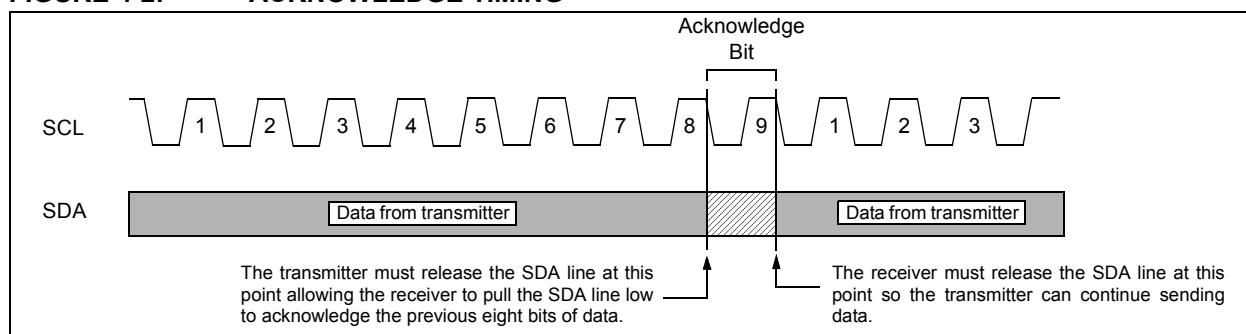 FIGURE 4-2: ACKNOWLEDGE TIMING
Acknowledge
Bit
SCL
1 2 3 4 5 6 7 8 9 1 2 3
SDA
Data from transmitter
Data from transmitter
The transmitter must release the SDA line at this
point allowing the receiver to pull the SDA line low
to acknowledge the previous eight bits of data.
The receiver must release the SDA line at this
point so the transmitter can continue sending
data.